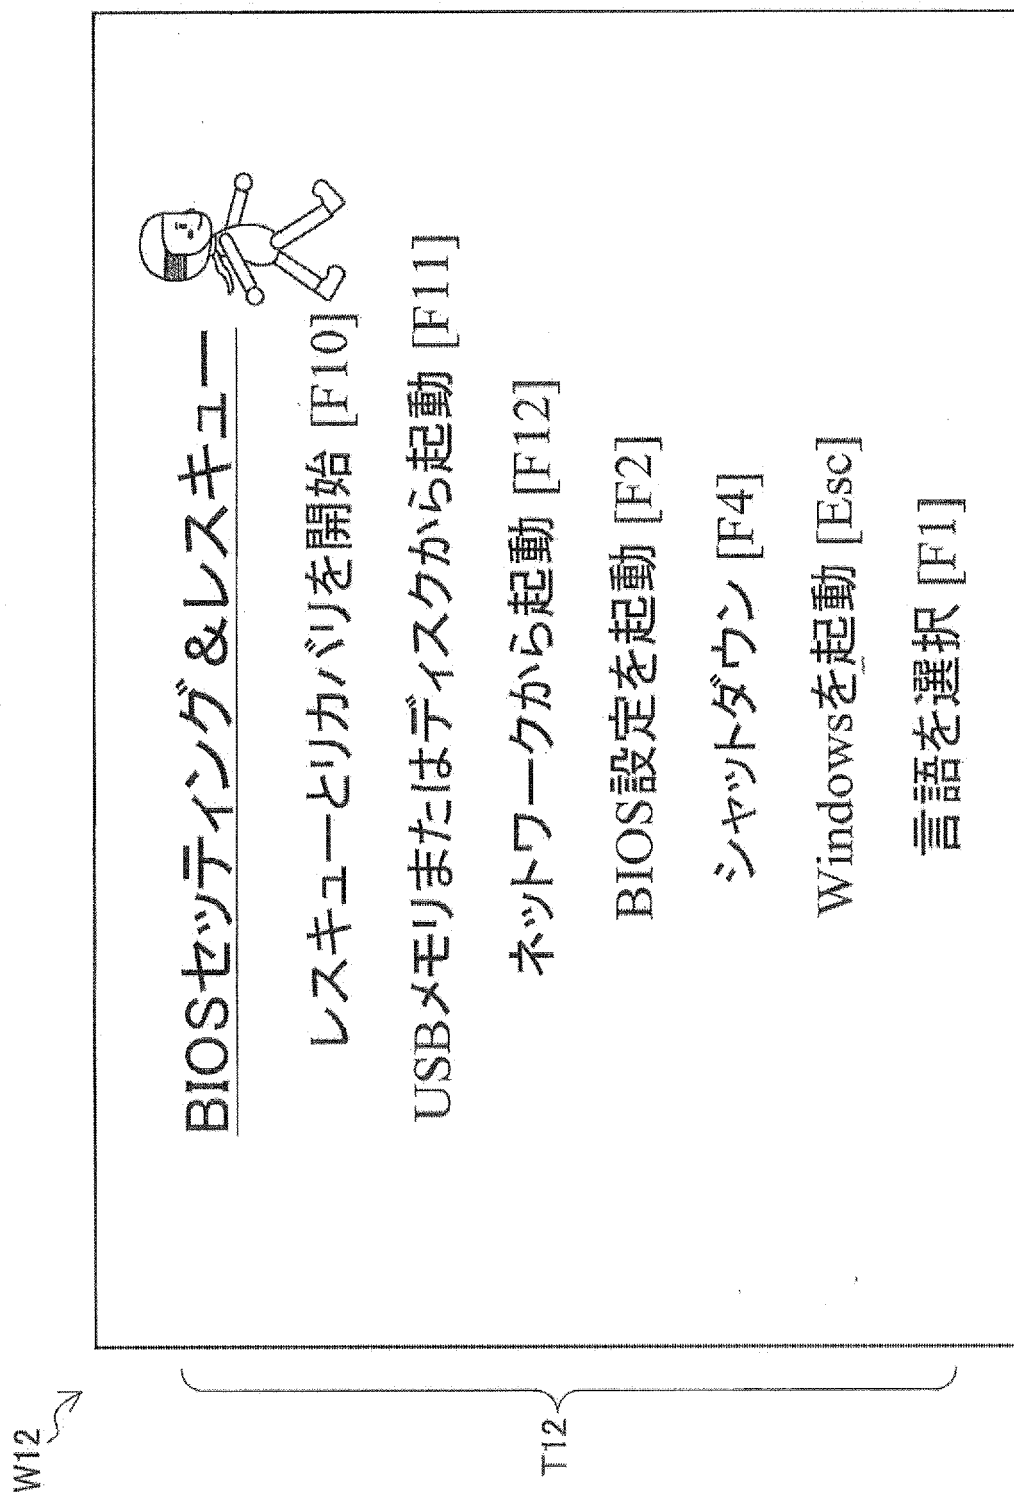 W12
T12
BIOSセッティング＆レスキュー
レスキューとリカバリを開始 [F10]
USBメモリまたはディスクから起動 [F11]
ネットワークから起動 [F12]
BIOS設定を起動 [F2]
シャットダウン [F4]
Windowsを起動 [Esc]
言語を選択 [F1]